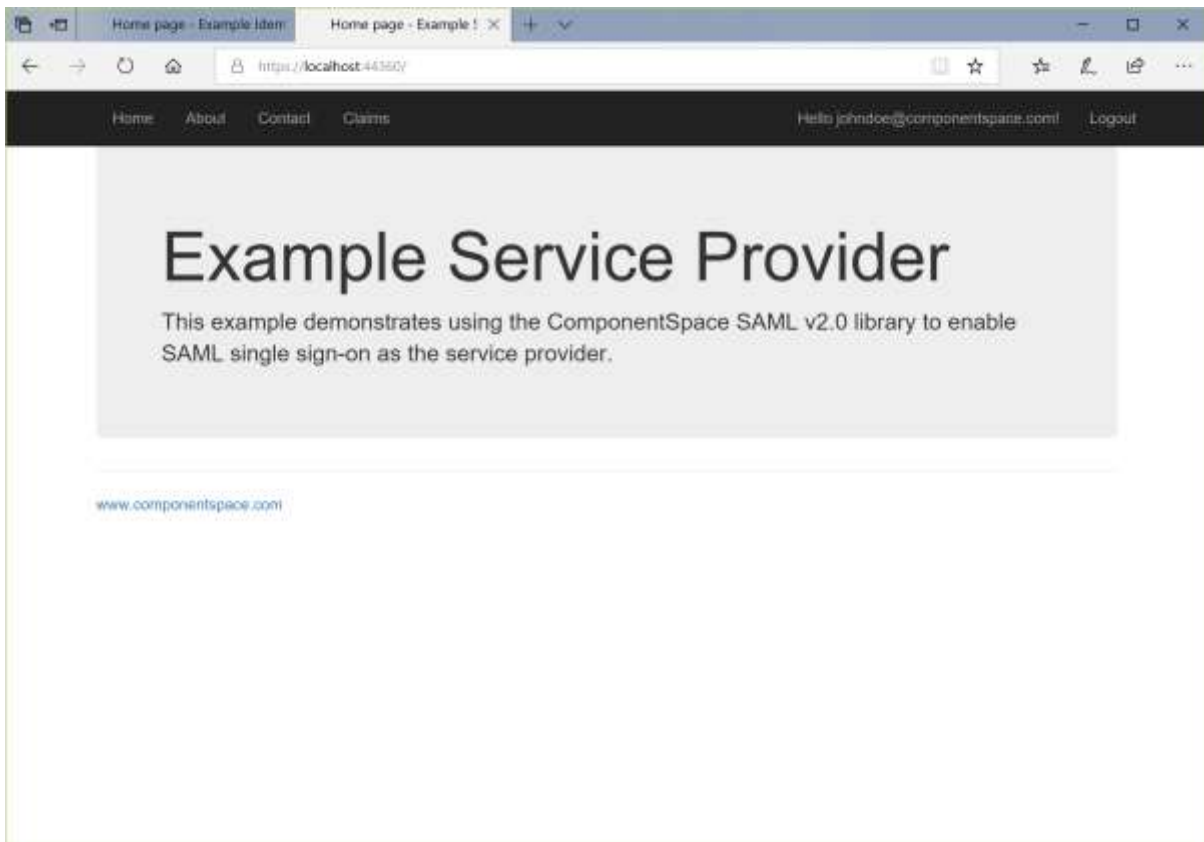 Home page - Example Iden
Home page - Example S
https://localhost:44360/
Home About Contact Claims Hello johndoe@componentspace.com! Logout
Example Service Provider
This example demonstrates using the ComponentSpace SAML v2.0 library to enable
SAML single sign-on as the service provider.
www.componentspace.com